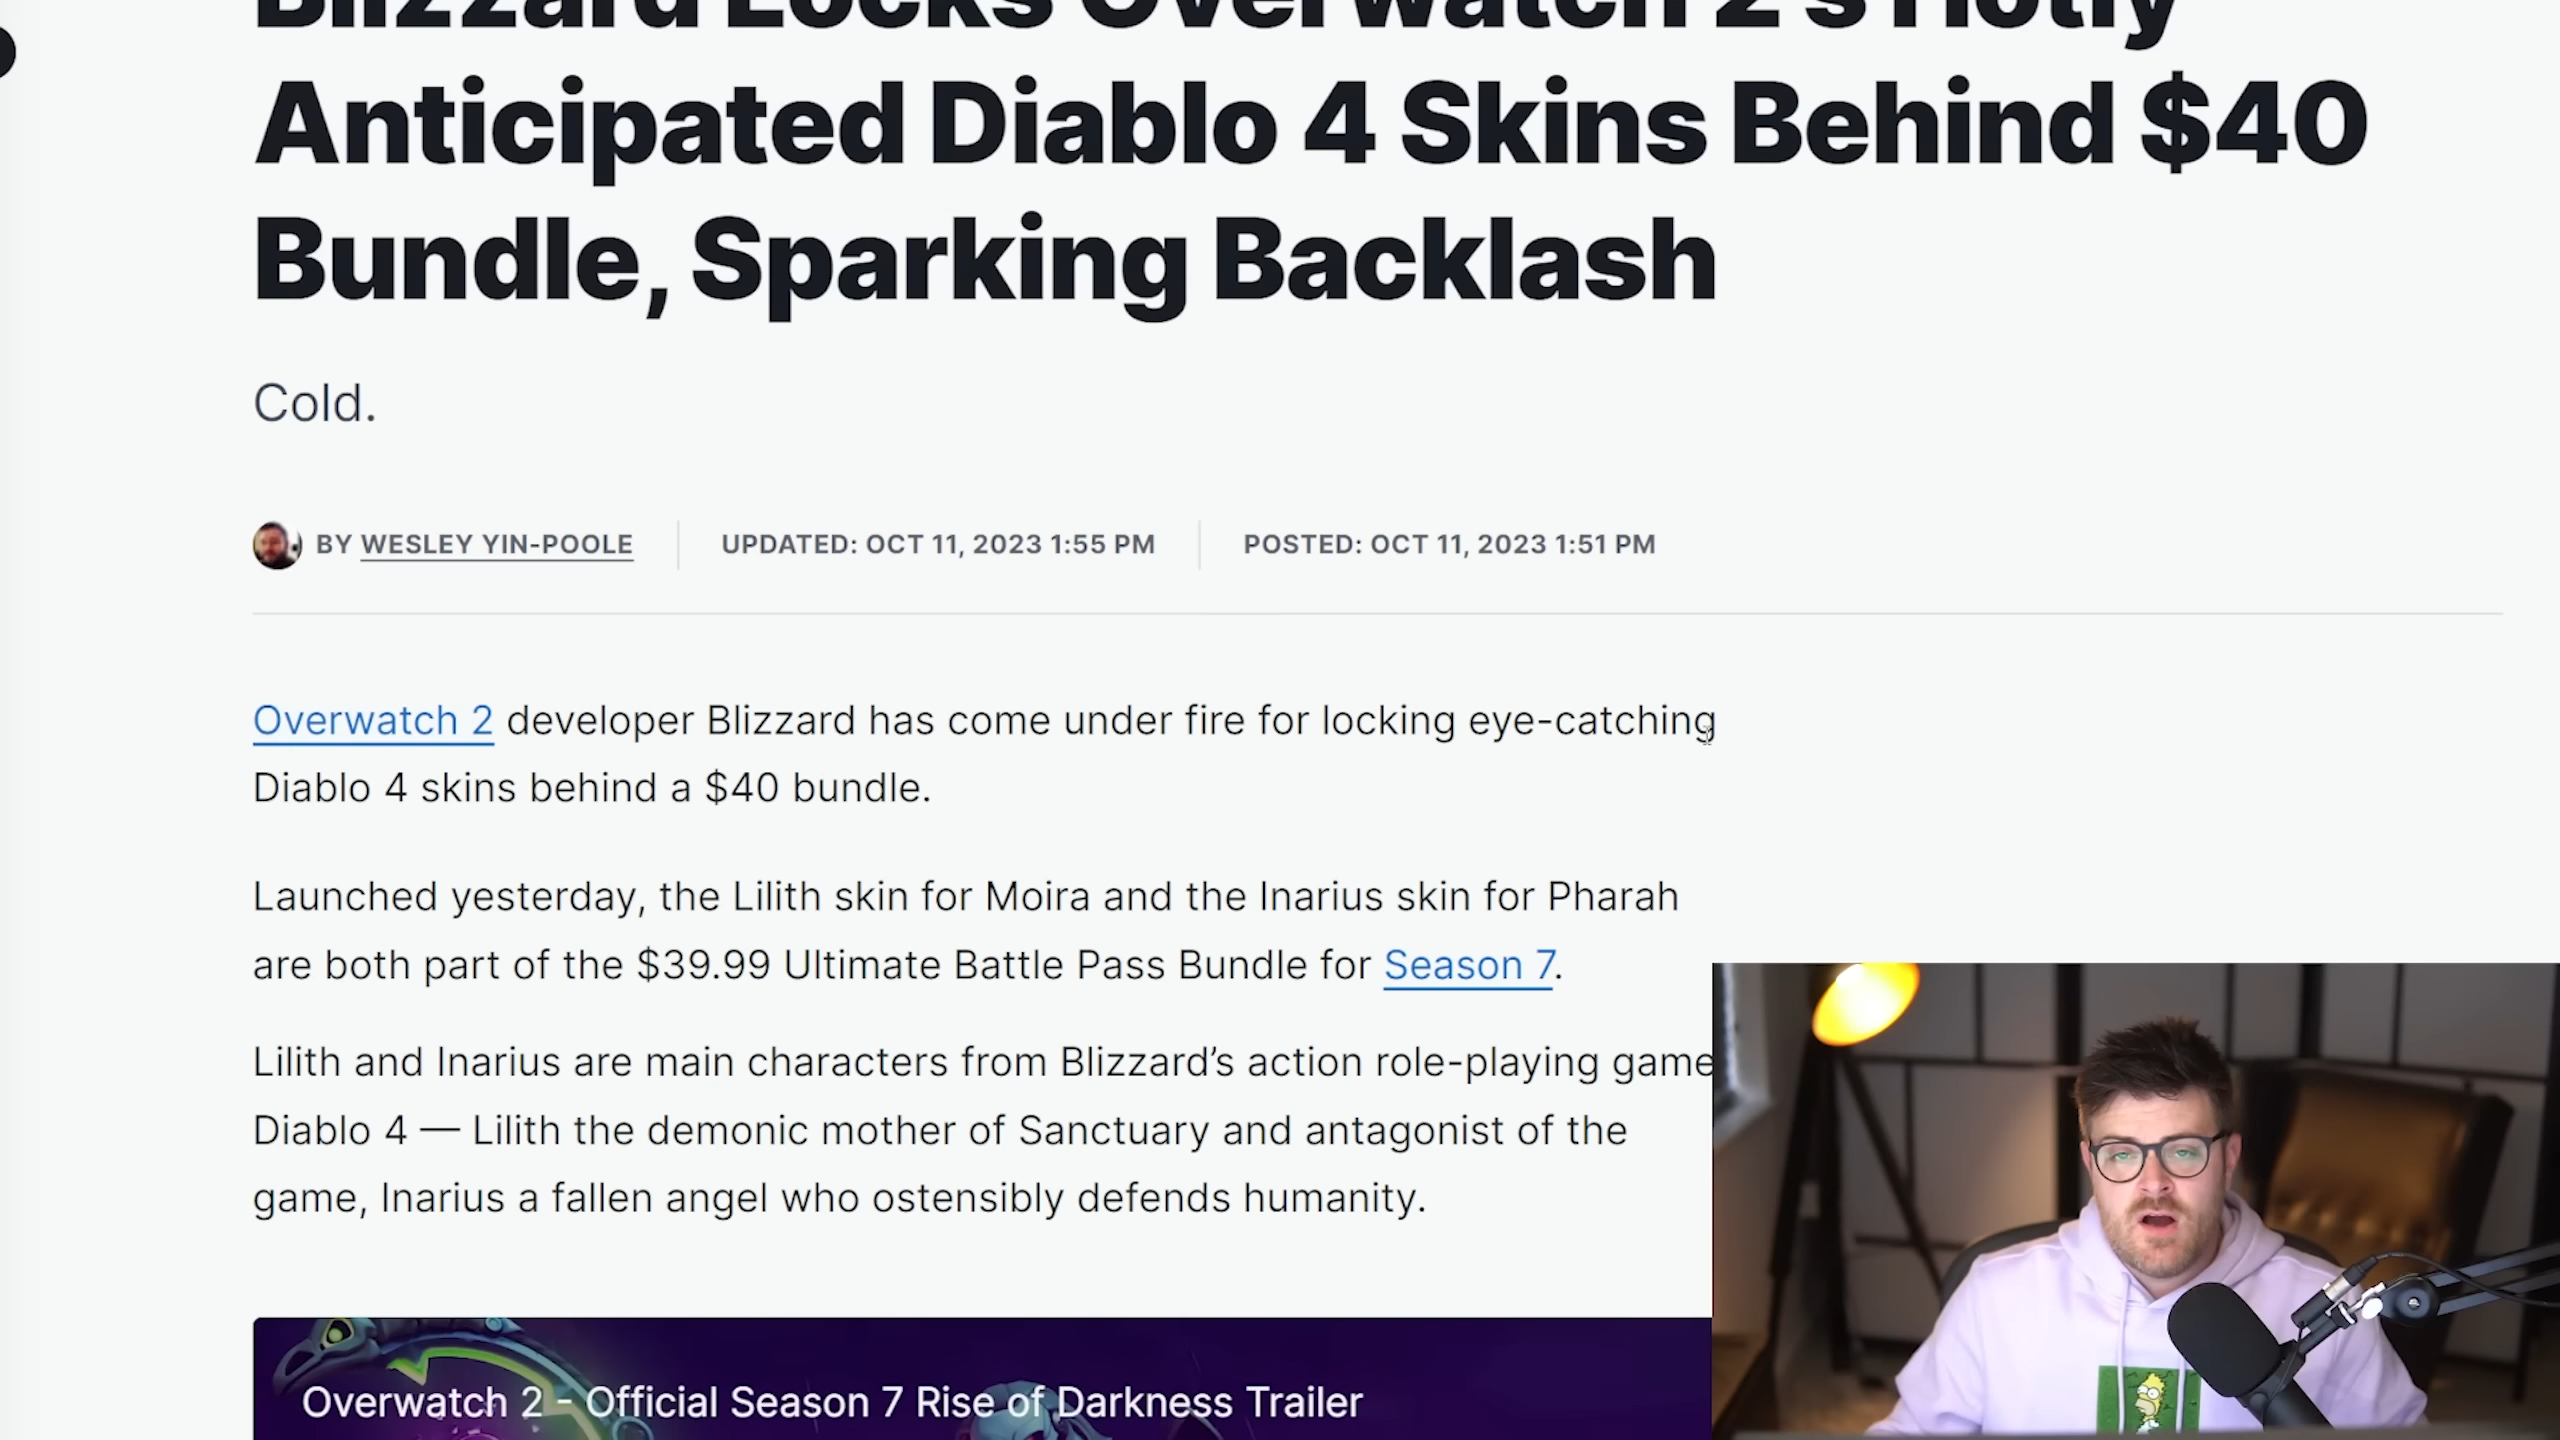 Blizzard Locks Overwatch 2's Hotly
Anticipated Diablo 4 Skins Behind $40
Bundle, Sparking Backlash
Cold.
BY WESLEY YIN-POOLE UPDATED: OCT 11, 2023 1:55 PM POSTED: OCT 11, 2023 1:51 PM
Overwatch 2 developer Blizzard has come under fire for locking eye-catching
Diablo 4 skins behind a $40 bundle.
Launched yesterday, the Lilith skin for Moira and the Inarius skin for Pharah
are both part of the $39.99 Ultimate Battle Pass Bundle for Season 7.
Lilith and Inarius are main characters from Blizzard’s action role-playing game
Diablo 4 — Lilith the demonic mother of Sanctuary and antagonist of the
game, Inarius a fallen angel who ostensibly defends humanity.
Overwatch 2 - Official Season 7 Rise of Darkness Trailer